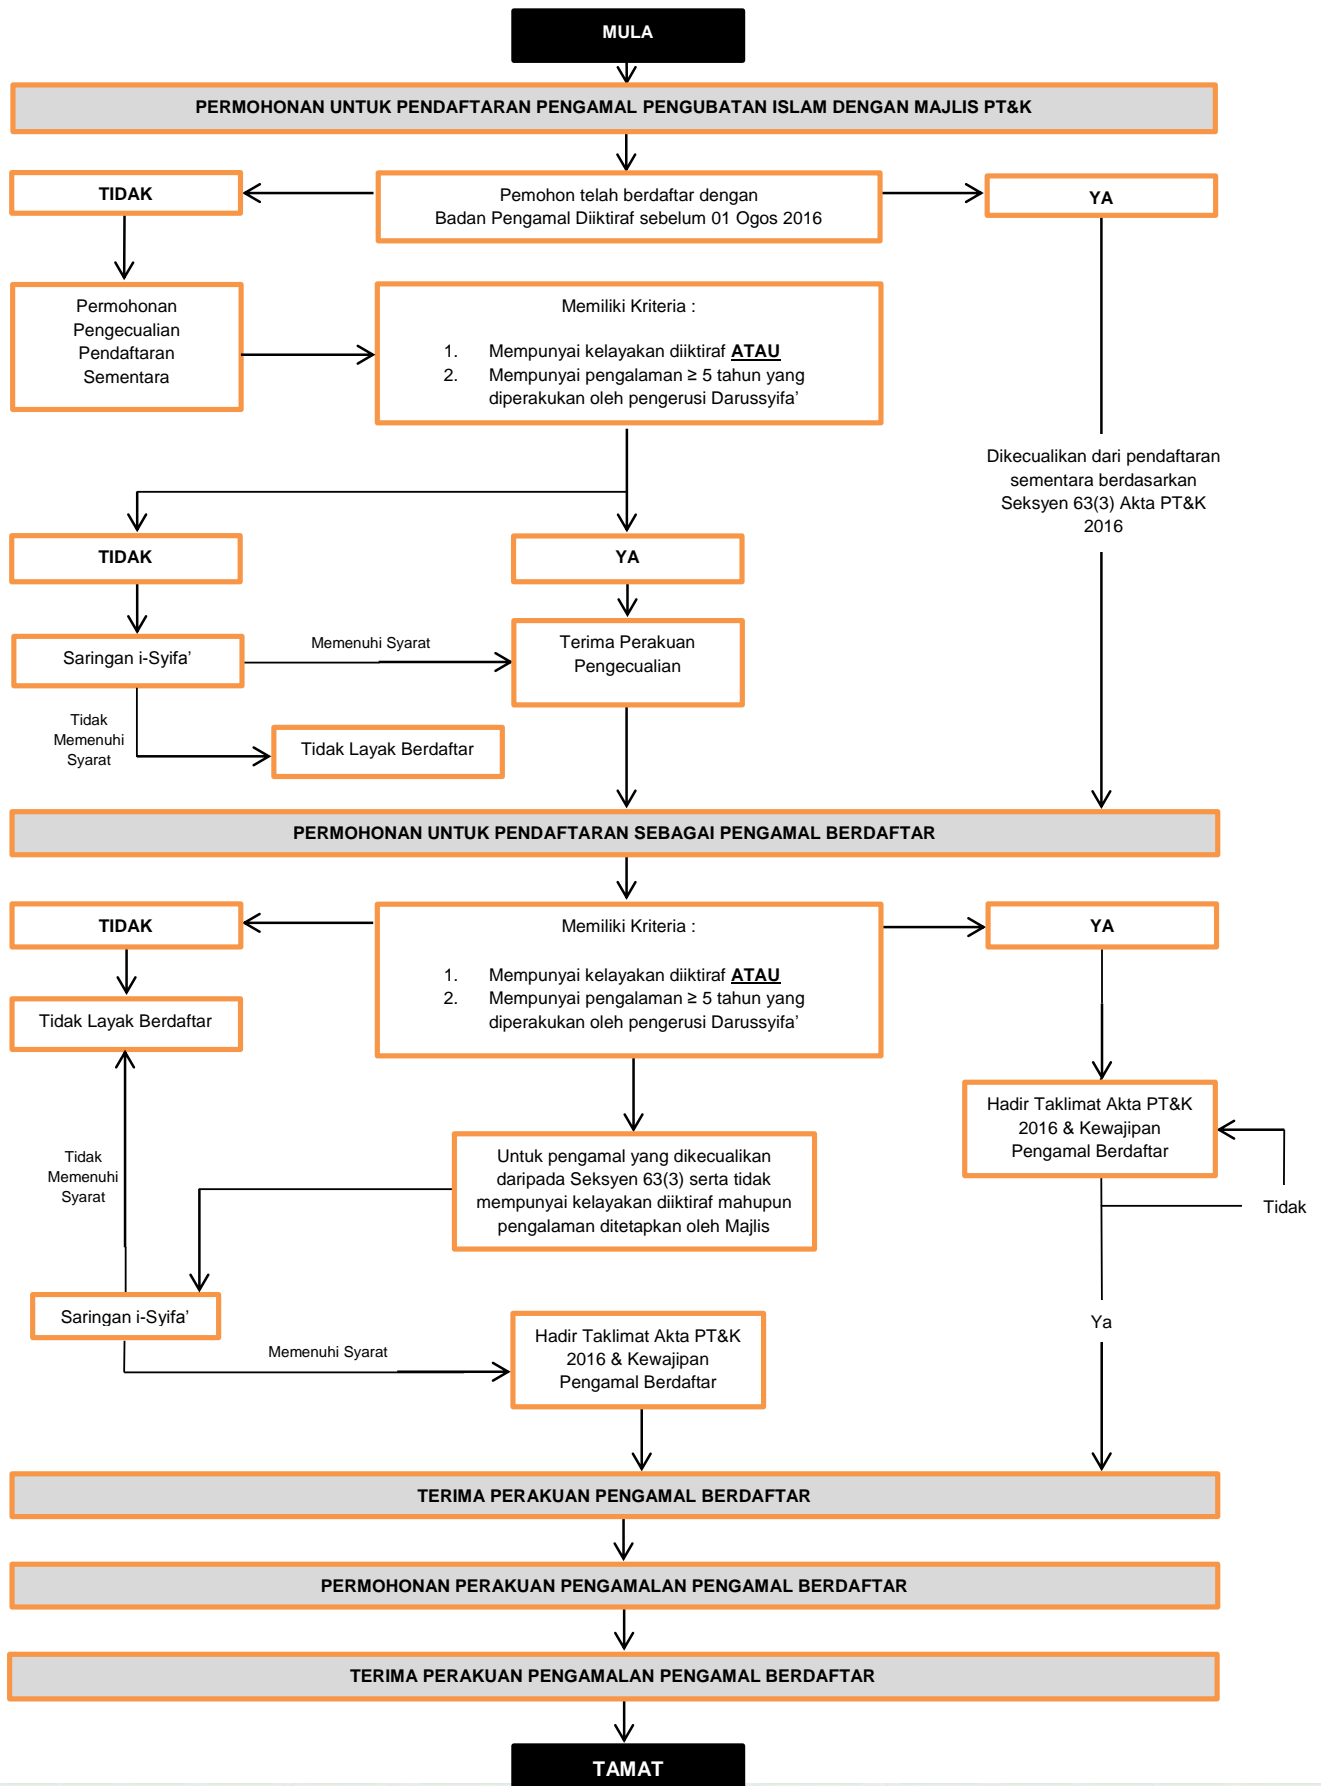 MULA
PERMOHONAN UNTUK PENDAFTARAN PENGAMAL PENGUBATAN ISLAM DENGAN MAJLIS PT&K
TIDAK
Pemohon telah berdaftar dengan
Badan Pengamal Diiktiraf sebelum 01 Ogos 2016
YA
Permohonan
Pengecualian
Pendaftaran
Sementara
Memiliki Kriteria :
1. Mempunyai kelayakan diiktiraf ATAU
2. Mempunyai pengalaman ≥ 5 tahun yang
diperakukan oleh pengerusi Darussyifa’
Dikecualikan dari pendaftaran
sementara berdasarkan
Seksyen 63(3) Akta PT&K
2016
TIDAK
YA
Saringan i-Syifa’
Memenuhi Syarat
Terima Perakuan
Pengecualian
Tidak
Memenuhi
Syarat
Tidak Layak Berdaftar
PERMOHONAN UNTUK PENDAFTARAN SEBAGAI PENGAMAL BERDAFTAR
TIDAK
Memiliki Kriteria :
1. Mempunyai kelayakan diiktiraf ATAU
2. Mempunyai pengalaman ≥ 5 tahun yang
diperakukan oleh pengerusi Darussyifa’
YA
Tidak Layak Berdaftar
Hadir Taklimat Akta PT&K
2016 & Kewajipan
Pengamal Berdaftar
Tidak
Memenuhi
Syarat
Untuk pengamal yang dikecualikan
daripada Seksyen 63(3) serta tidak
mempunyai kelayakan diiktiraf mahupun
pengalaman ditetapkan oleh Majlis
Tidak
Saringan i-Syifa’
Ya
Memenuhi Syarat
Hadir Taklimat Akta PT&K
2016 & Kewajipan
Pengamal Berdaftar
TERIMA PERAKUAN PENGAMAL BERDAFTAR
PERMOHONAN PERAKUAN PENGAMALAN PENGAMAL BERDAFTAR
TERIMA PERAKUAN PENGAMALAN PENGAMAL BERDAFTAR
TAMAT